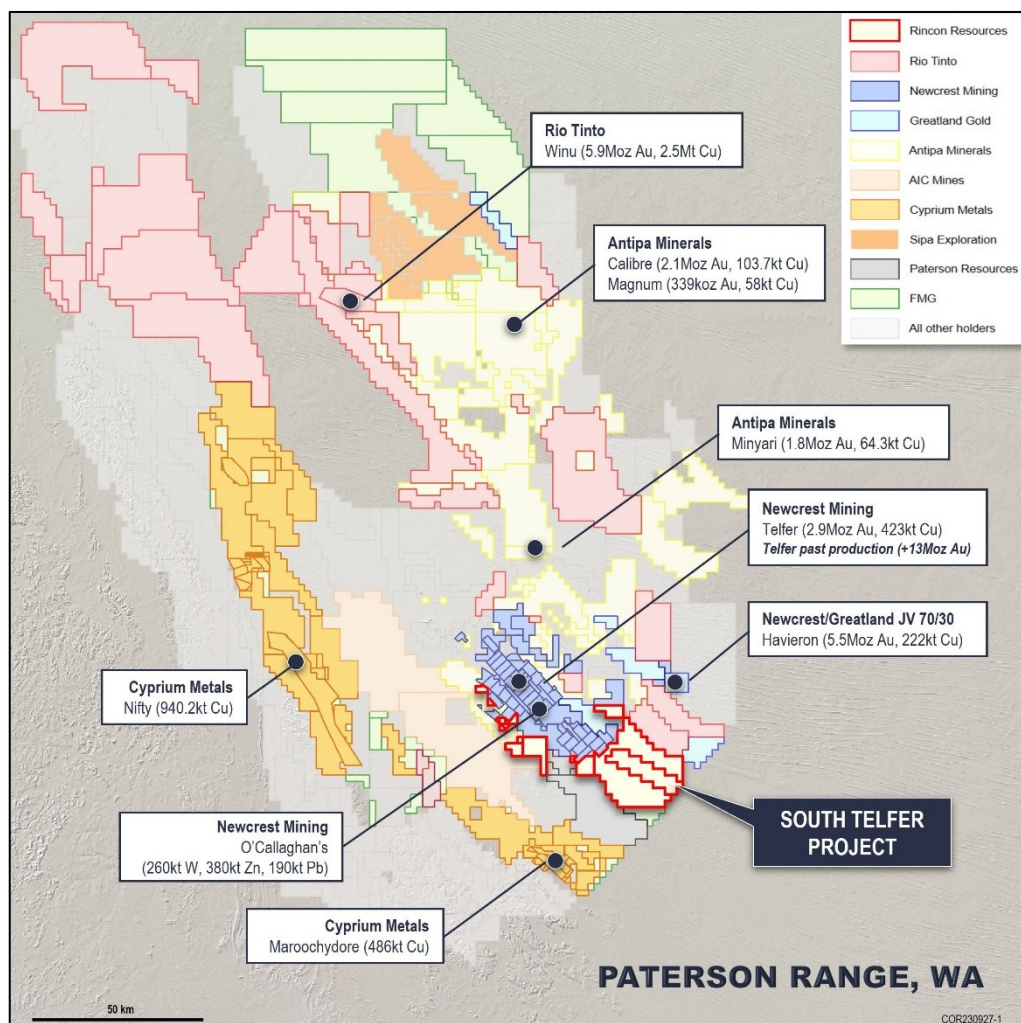 Rincon Resources
Rio Tinto
Newcrest Mining
Greatland Gold
Antipa Minerals
AIC Mines
Cyprium Metals
Sipa Exploration
Paterson Resources
FMG
All other holders
Rio Tinto
Winu (5.9Moz Au, 2.5Mt Cu)
Antipa Minerals
Calibre (2.1Moz Au, 103.7kt Cu)
Magnum (339koz Au, 58kt Cu)
Antipa Minerals
Minyari (1.8Moz Au, 64.3kt Cu)
Newcrest Mining
Telfer (2.9Moz Au, 423kt Cu)
Telfer past production (+13Moz Au)
Newcrest/Greatland JV 70/30
Havieron (5.5Moz Au, 222kt Cu)
Cyprium Metals
Nifty (940.2kt Cu)
SOUTH TELFER
PROJECT
Newcrest Mining
O'Callaghan's
(260kt W, 380kt Zn, 190kt Pb)
Cyprium Metals
Maroochydore (486kt Cu)
PATERSON RANGE, WA
50 km
COR230927-1